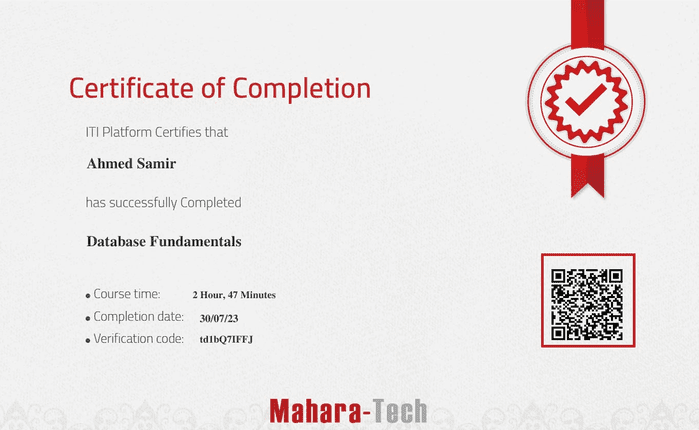 Certificate of Completion
ITI Platform Certifies that
Ahmed Samir
has successfully Completed
Database Fundamentals
• Course time: 2 Hour, 47 Minutes
• Completion date: 30/07/23
• Verification code: td1bQ7IFFJ
Mahara-Tech